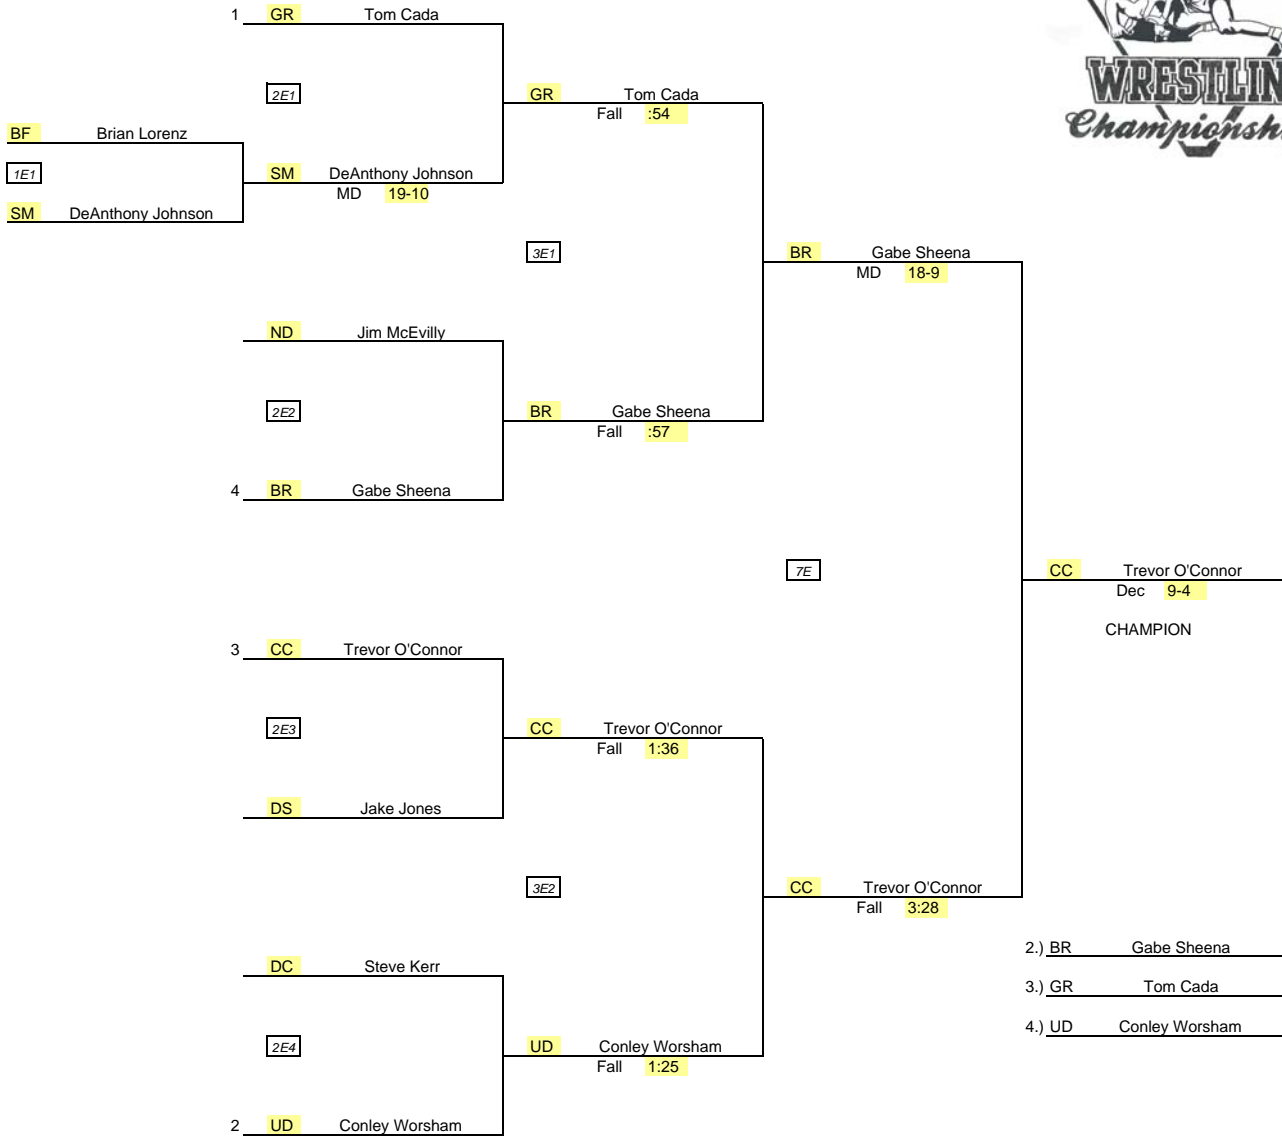 1 GR Tom Cada
2E1
GR Tom Cada
Fall :54
BF Brian Lorenz
1E1
SM DeAnthony Johnson
MD 19-10
SM DeAnthony Johnson
3E1
BR Gabe Sheena
MD 18-9
ND Jim McEvilly
2E2
BR Gabe Sheena
Fall :57
4 BR Gabe Sheena
7E
CC Trevor O'Connor
Dec 9-4
CHAMPION
3 CC Trevor O'Connor
2E3
CC Trevor O'Connor
Fall 1:36
DS Jake Jones
3E2
CC Trevor O'Connor
Fall 3:28
2.) BR Gabe Sheena
DC Steve Kerr
3.) GR Tom Cada
4.) UD Conley Worsham
2E4
UD Conley Worsham
Fall 1:25
2 UD Conley Worsham
WRESTLIN
Championsh